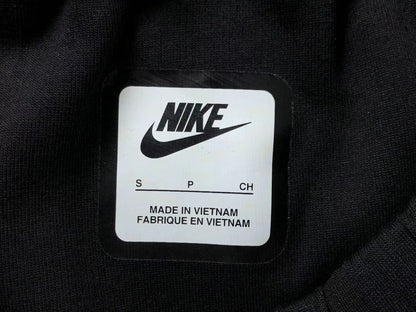 NIKE
S P CH
MADE IN VIETNAM
FABRIQUE EN VIETNAM